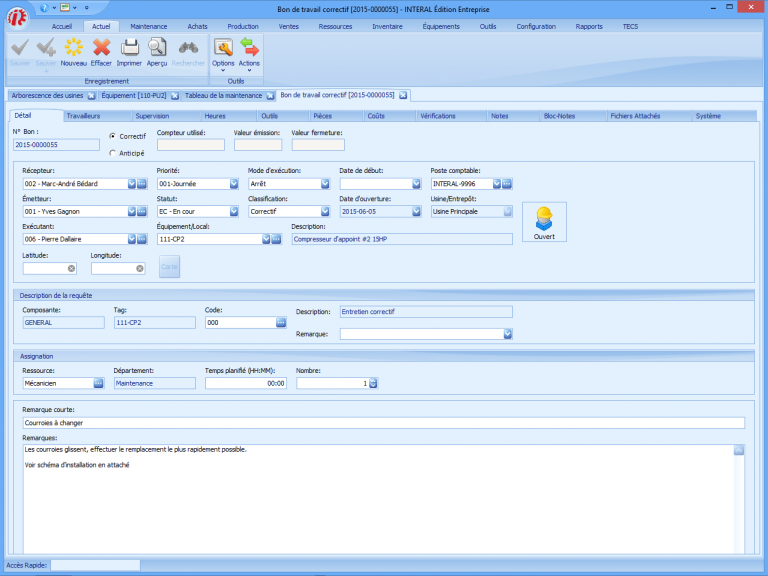 Bon de travail correctif [2015-0000055] - INTERAL Édition Entreprise
Accueil Actuel Maintenance Achats Production Ventes Ressources Inventaire Équipements Outils Configuration Rapports TECS
Sauver Sauver Nouveau Effacer Imprimer Aperçu Rechercher Options Actions
Enregistrement Outils
Arborescence des usines Équipement [110-PU2] Tableau de la maintenance Bon de travail correctif [2015-0000055]
Détail Travailleurs Supervision Heures Outils Pièces Coûts Vérifications Notes Bloc-Notes Fichiers Attachés Système
N° Bon : Correctif Compteur utilisé: Valeur émission: Valeur fermeture:
2015-0000055
Anticipé
Récepteur: Priorité: Mode d'exécution: Date de début: Poste comptable:
002 - Marc-André Bédard 001-Journée Arrêt INTERAL-9996
Émetteur: Statut: Classification: Date d'ouverture: Usine/Entrepôt:
001 - Yves Gagnon EC - En cour Correctif 2015-06-05 Usine Principale
Exécutant: Équipement/Local: Description:
006 - Pierre Dallaire 111-CP2 Compresseur d'appoint #2 15HP
Ouvert
Latitude: Longitude:
Carte
Description de la requête
Composante: Tag: Code: Description: Entretien correctif
GENERAL 111-CP2 000
Remarque:
Assignation
Ressource: Département: Temps planifié (HH:MM): Nombre:
Mécanicien Maintenance 00:00 1
Remarque courte:
Courroies à changer
Remarques:
Les courroies glissent, effectuer le remplacement le plus rapidement possible.
Voir schéma d'installation en attaché
Accès Rapide: